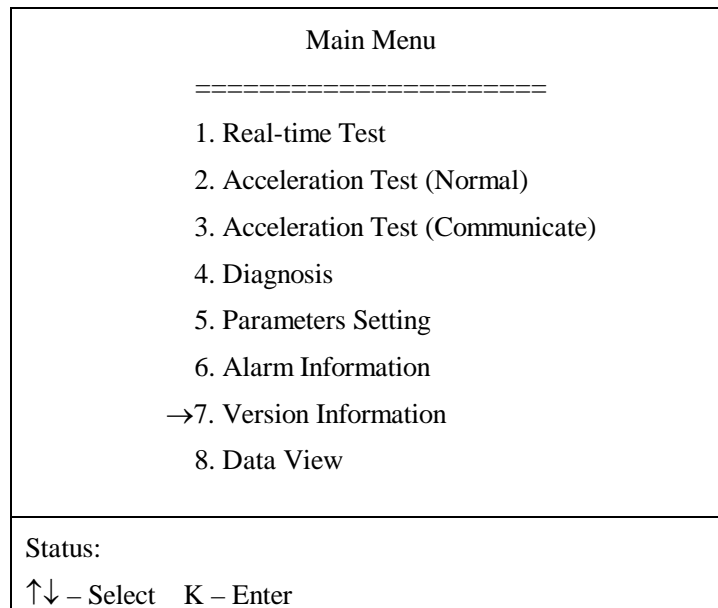 Main Menu
======================
1. Real-time Test
2. Acceleration Test (Normal)
3. Acceleration Test (Communicate)
4. Diagnosis
5. Parameters Setting
6. Alarm Information
→7. Version Information
8. Data View
Status:
↑↓ – Select K – Enter